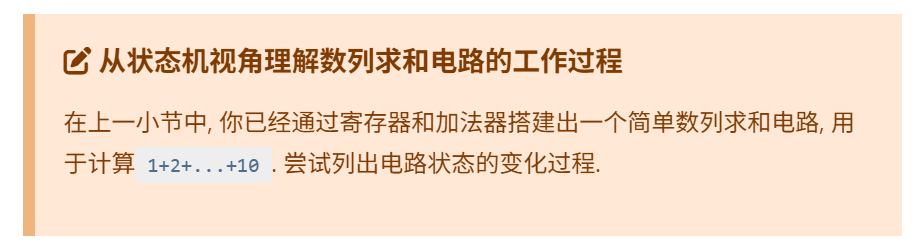 从状态机视角理解数列求和电路的工作过程
在上一小节中, 你已经通过寄存器和加法器搭建出一个简单数列求和电路, 用
于计算 1+2+...+10 . 尝试列出电路状态的变化过程.